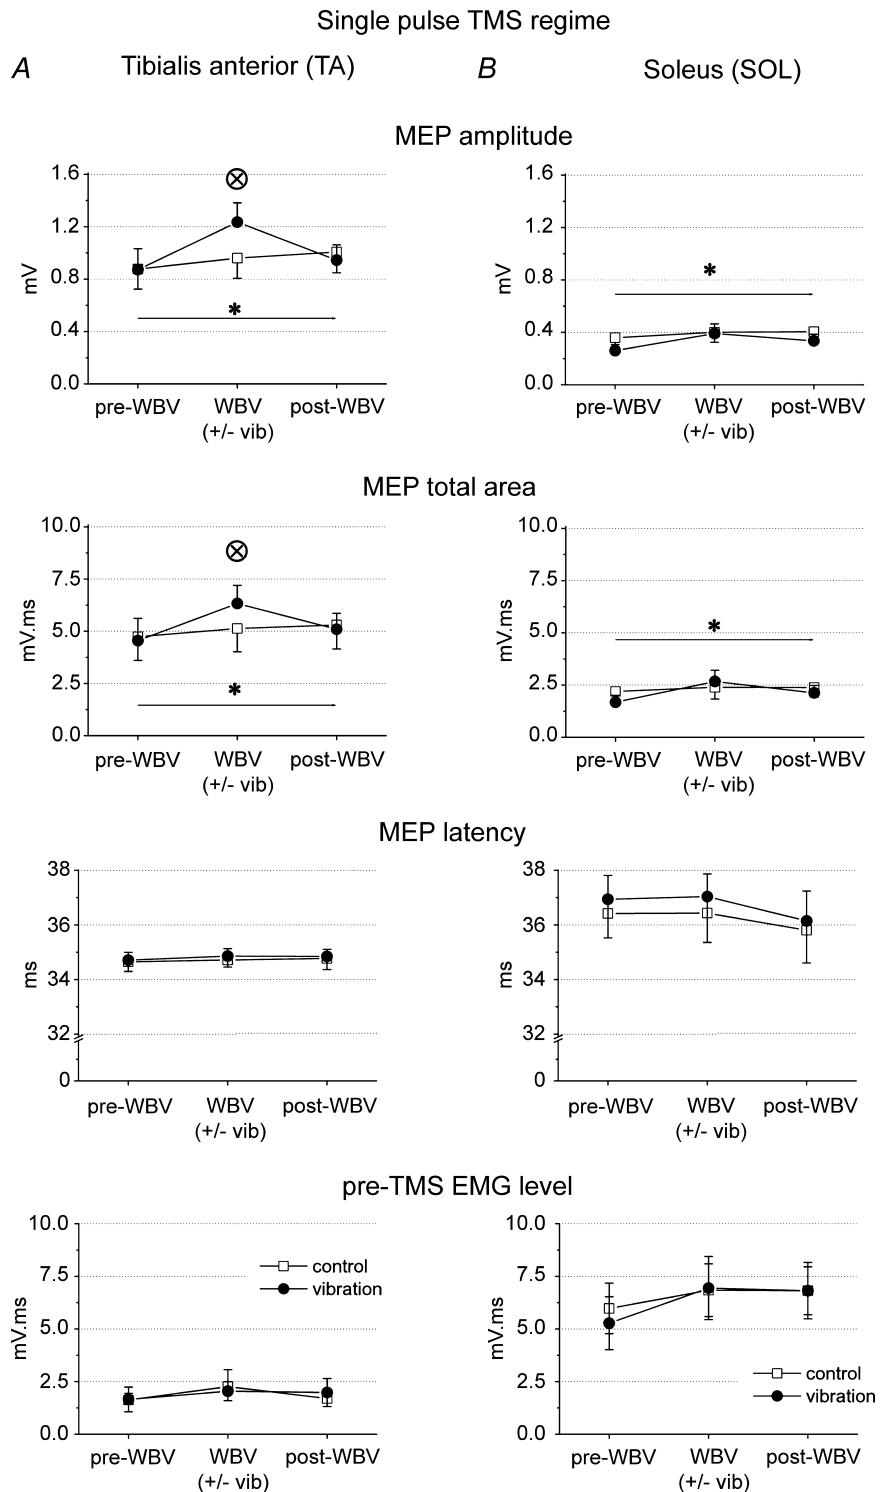 Single pulse TMS regime
A Tibialis anterior (TA) B Soleus (SOL)
MEP amplitude
1.6
1.2
0.8
0.4
0.0
mV
*
pre-WBV WBV post-WBV
(+/- vib)
1.6
1.2
0.8
0.4
0.0
mV
*
pre-WBV WBV post-WBV
(+/- vib)
MEP total area
10.0
7.5
5.0
2.5
0.0
mV.ms
*
pre-WBV WBV post-WBV
(+/- vib)
10.0
7.5
5.0
2.5
0.0
mV.ms
*
pre-WBV WBV post-WBV
(+/- vib)
MEP latency
38
36
34
32
0
ms
pre-WBV WBV post-WBV
(+/- vib)
38
36
34
32
0
ms
pre-WBV WBV post-WBV
(+/- vib)
pre-TMS EMG level
10.0
7.5
5.0
2.5
0.0
mV.ms
control
vibration
pre-WBV WBV post-WBV
(+/- vib)
10.0
7.5
5.0
2.5
0.0
mV.ms
control
vibration
pre-WBV WBV post-WBV
(+/- vib)